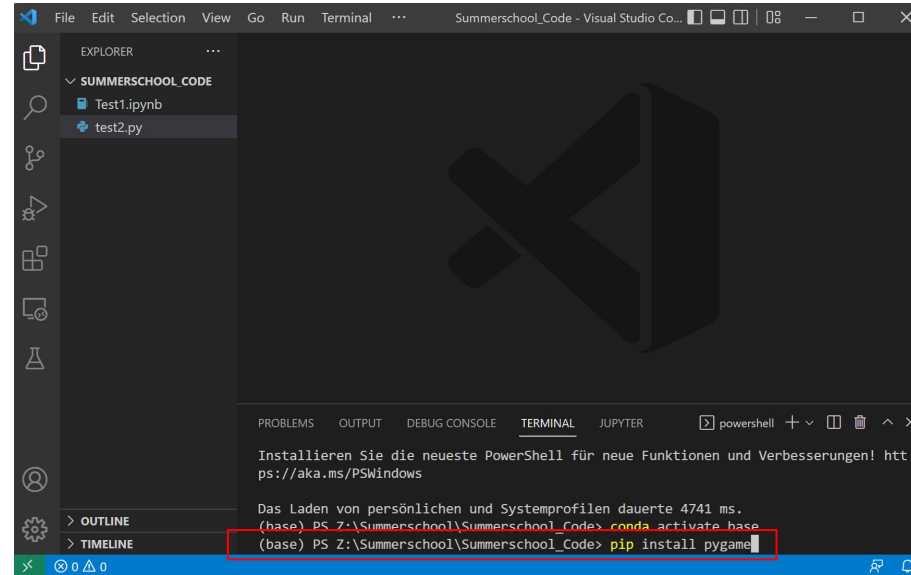 File Edit Selection View Go Run Terminal ··· Summerschool_Code - Visual Studio Co...
EXPLORER ···
SUMMERSCHOOL_CODE
Test1.ipynb
test2.py
OUTLINE
TIMELINE
PROBLEMS OUTPUT DEBUG CONSOLE TERMINAL JUPYTER powershell
Installieren Sie die neueste PowerShell für neue Funktionen und Verbesserungen! htt
ps://aka.ms/PSWindows
Das Laden von persönlichen und Systemprofilen dauerte 4741 ms.
(base) PS Z:\Summerschool\Summerschool_Code> conda activate base
(base) PS Z:\Summerschool\Summerschool_Code> pip install pygame
0 0